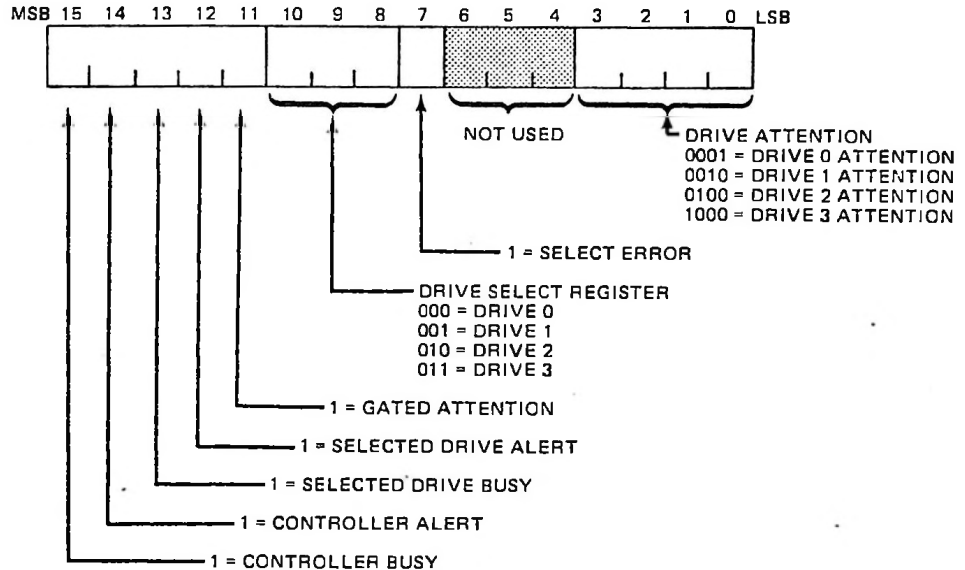 MSB 15 14 13 12 11 10 9 8 7 6 5 4 3 2 1 0 LSB
NOT USED
DRIVE ATTENTION
0001 = DRIVE 0 ATTENTION
0010 = DRIVE 1 ATTENTION
0100 = DRIVE 2 ATTENTION
1000 = DRIVE 3 ATTENTION
1 = SELECT ERROR
DRIVE SELECT REGISTER
000 = DRIVE 0
001 = DRIVE 1
010 = DRIVE 2
011 = DRIVE 3
1 = GATED ATTENTION
1 = SELECTED DRIVE ALERT
1 = SELECTED DRIVE BUSY
1 = CONTROLLER ALERT
1 = CONTROLLER BUSY